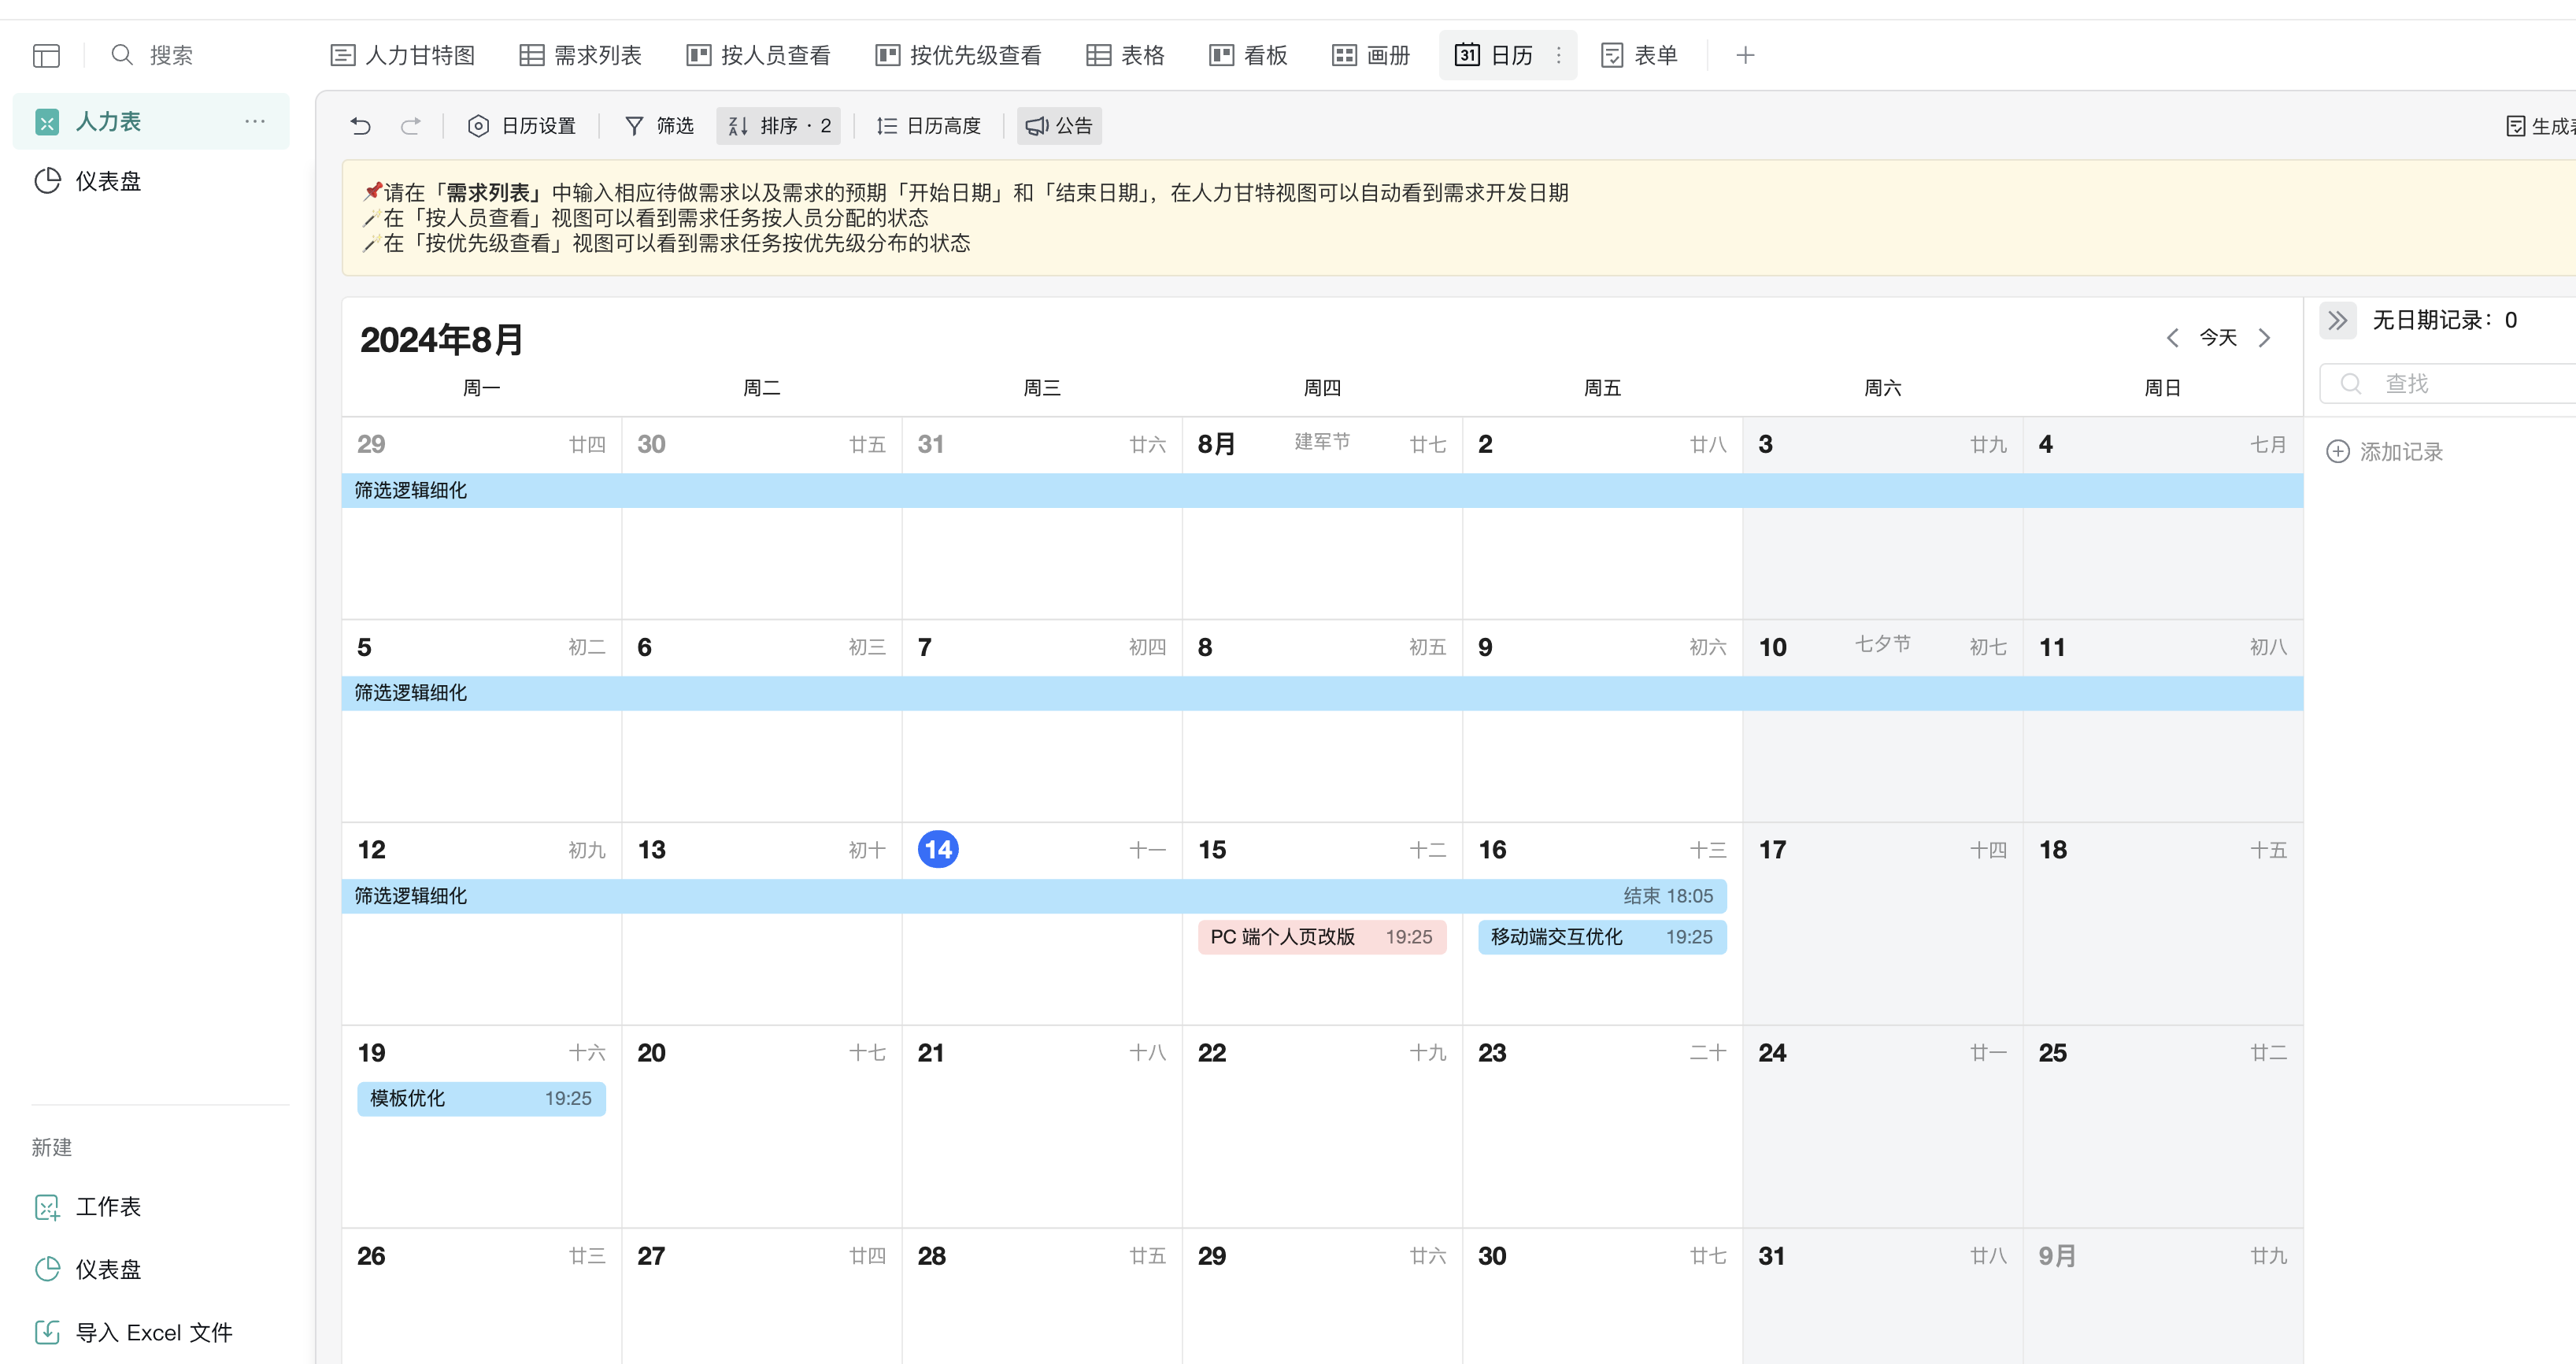 搜索
人力甘特图 需求列表 按人员查看 按优先级查看 表格 看板 画册 31 日历 表单
人力表
仪表盘
日历设置 筛选 排序 · 2 日历高度 公告 生成
请在「需求列表」中输入相应待做需求以及需求的预期「开始日期」和「结束日期」，在人力甘特视图可以自动看到需求开发日期
在「按人员查看」视图可以看到需求任务按人员分配的状态
在「按优先级查看」视图可以看到需求任务按优先级分布的状态
2024年8月 今天
无日期记录：0
查找
添加记录
周一 周二 周三 周四 周五 周六 周日
29 廿四 30 廿五 31 廿六 8月 建军节 廿七 2 廿八 3 廿九 4 七月
筛选逻辑细化
5 初二 6 初三 7 初四 8 初五 9 初六 10 七夕节 初七 11 初八
筛选逻辑细化
12 初九 13 初十 14 十一 15 十二 16 十三 17 十四 18 十五
筛选逻辑细化 结束 18:05
PC 端个人页改版 19:25 移动端交互优化 19:25
19 十六 20 十七 21 十八 22 十九 23 二十 24 廿一 25 廿二
模板优化 19:25
26 廿三 27 廿四 28 廿五 29 廿六 30 廿七 31 廿八 9月 廿九
新建
工作表
仪表盘
导入 Excel 文件